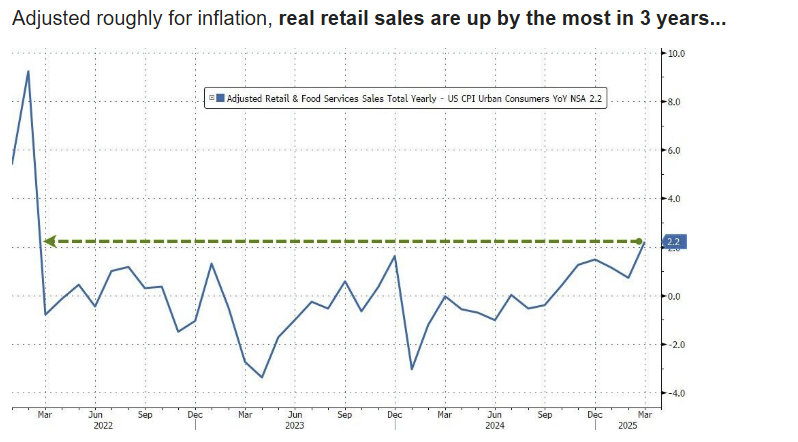 Adjusted roughly for inflation, real retail sales are up by the most in 3 years...
10.0
Adjusted Retail & Food Services Sales Total Yearly - US CPI Urban Consumers YoY NSA 2.2
8.0
6.0
4.0
2.2
0.0
-2.0
-4.0
Mar Jun Sep Dec Mar Jun Sep Dec Mar Jun Sep Dec Mar
2022 2023 2024 2025